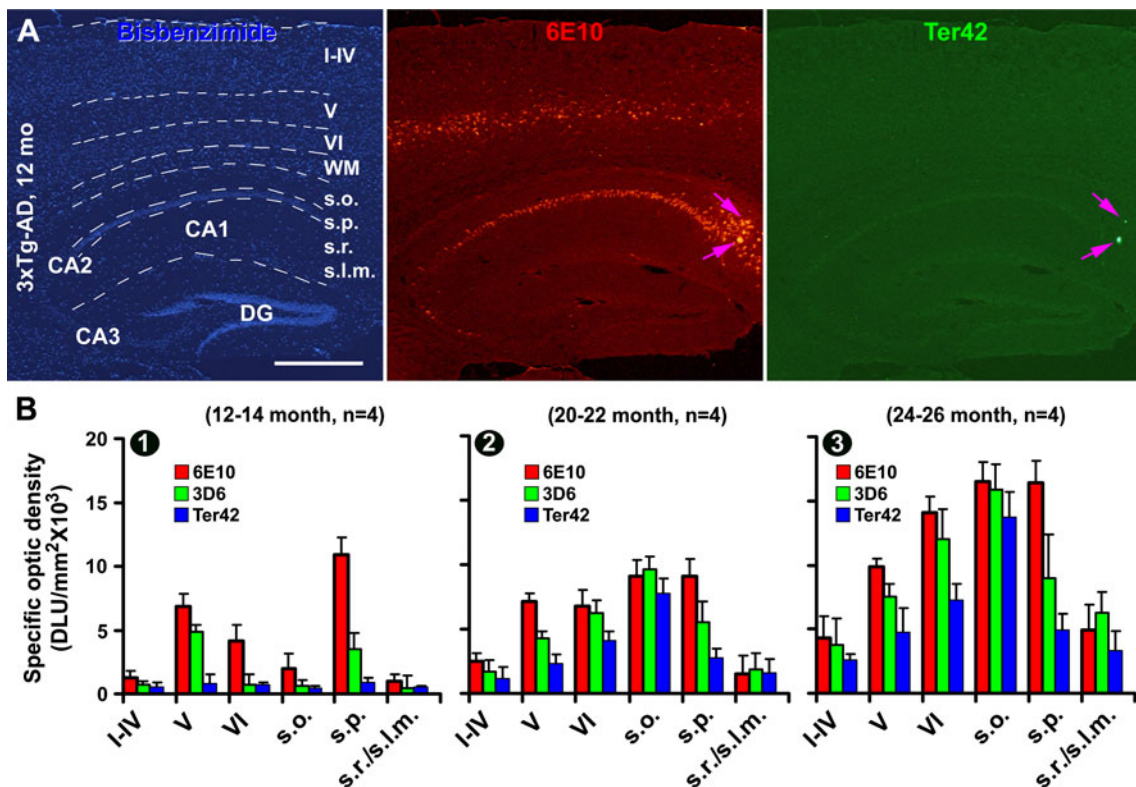 A
Bisbenzimide
6E10
Ter42
3xTg-AD, 12 mo
I-IV
V
VI
WM
s.o.
s.p.
s.r.
s.l.m.
CA1
CA2
CA3
DG
B
(12-14 month, n=4)
(20-22 month, n=4)
(24-26 month, n=4)
Specific optic density
(DLU/mm²X10³)
20
15
10
5
0
1
6E10
3D6
Ter42
I-IV
V
VI
s.o.
s.p.
s.r./s.l.m.
2
6E10
3D6
Ter42
I-IV
V
VI
s.o.
s.p.
s.r./s.l.m.
3
6E10
3D6
Ter42
I-IV
V
VI
s.o.
s.p.
s.r./s.l.m.